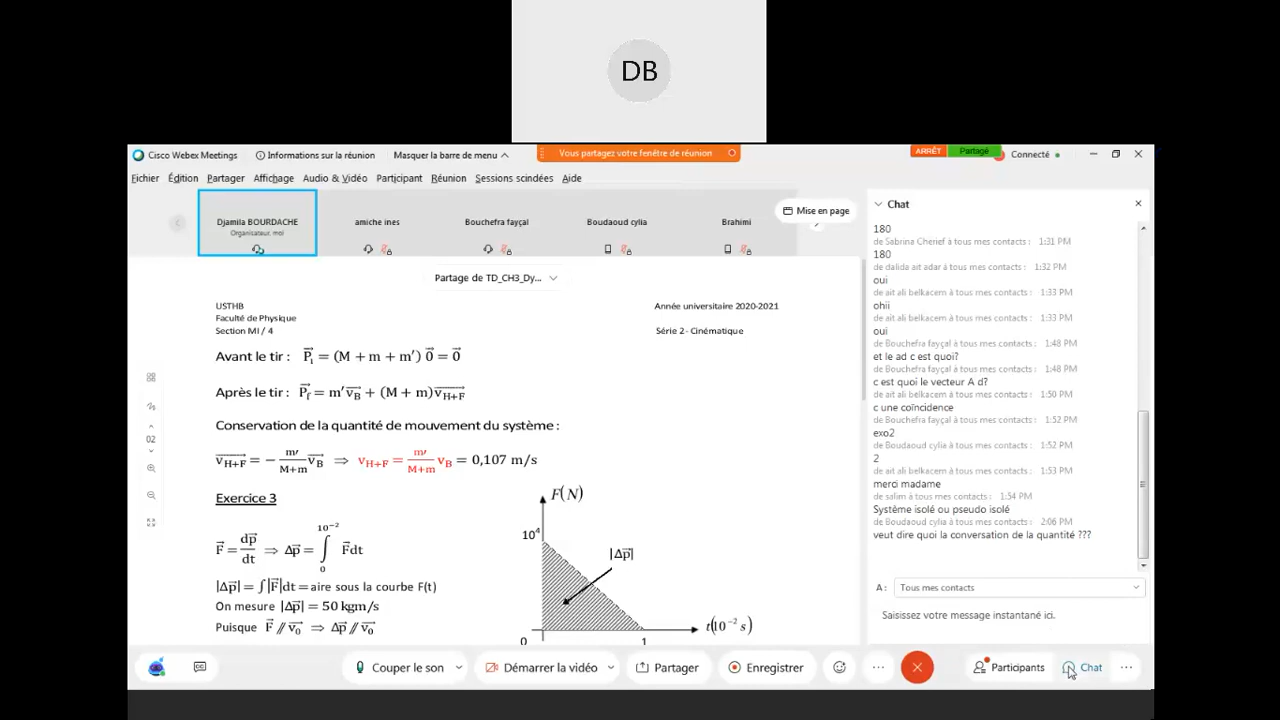 DB
Cisco Webex Meetings
Informations sur la réunion
Masquer la barre de menu
Vous partagez votre fenêtre de réunion
ARRÊT
Partagé
Connecté
Fichier Édition Partager Affichage Audio & Vidéo Participant Réunion Sessions scindées Aide
Djamila BOURDACHE
Organisateur, moi
amiche ines
Bouchefra fayçal
Boudaoud cylia
Brahimi
Mise en page
Partage de TD_CH3_Dy...
USTHB
Faculté de Physique
Section MI / 4
Année universitaire 2020-2021
Série 2 - Cinématique
Avant le tir : P⃗ᵢ = (M + m + m′) 0⃗ = 0⃗
Après le tir : P⃗f = m′v⃗B + (M + m)v⃗H+F
Conservation de la quantité de mouvement du système :
v⃗H+F = − m′/(M+m) v⃗B ⇒ vH+F = m′/(M+m) vB = 0,107 m/s
Exercice 3
F⃗ = dp⃗/dt ⇒ Δp⃗ = ∫₀^10⁻² F⃗dt
|Δp⃗| = ∫|F⃗|dt = aire sous la courbe F(t)
On mesure |Δp⃗| = 50 kgm/s
Puisque F⃗ ∥ v⃗₀ ⇒ Δp⃗ ∥ v⃗₀
F(N)
10⁴
|Δp⃗|
t(10⁻² s)
0
1
02
Chat
180
de Sabrina Cherief à tous mes contacts : 1:31 PM
180
de dalida ait adar à tous mes contacts : 1:32 PM
oui
de ait ali belkacem à tous mes contacts : 1:33 PM
ohii
de ait ali belkacem à tous mes contacts : 1:33 PM
oui
de Bouchefra fayçal à tous mes contacts : 1:48 PM
et le ad c est quoi?
de Bouchefra fayçal à tous mes contacts : 1:48 PM
c est quoi le vecteur A d?
de ait ali belkacem à tous mes contacts : 1:50 PM
c une coïncidence
de Bouchefra fayçal à tous mes contacts : 1:52 PM
exo2
de Boudaoud cylia à tous mes contacts : 1:52 PM
2
de ait ali belkacem à tous mes contacts : 1:53 PM
merci madame
de salim à tous mes contacts : 1:54 PM
Système isolé ou pseudo isolé
de Boudaoud cylia à tous mes contacts : 2:06 PM
veut dire quoi la conversation de la quantité ???
A : Tous mes contacts
Saisissez votre message instantané ici.
Couper le son
Démarrer la vidéo
Partager
Enregistrer
Participants
Chat